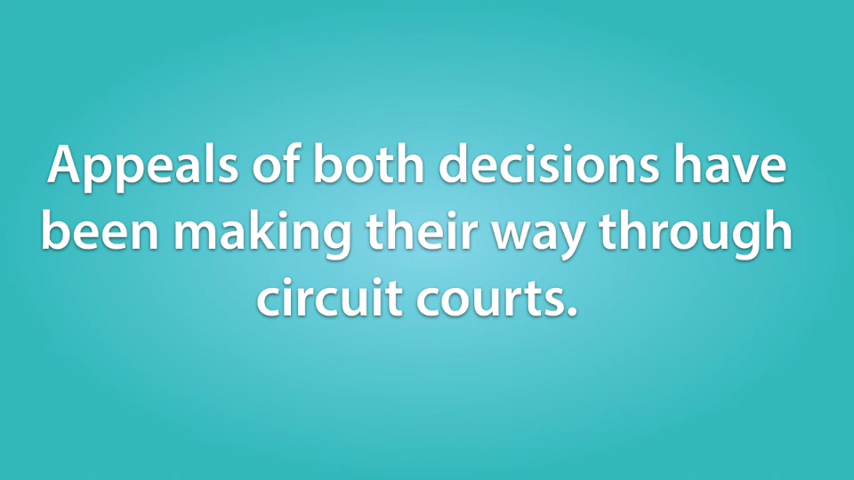 Appeals of both decisions have
been making their way through
circuit courts.